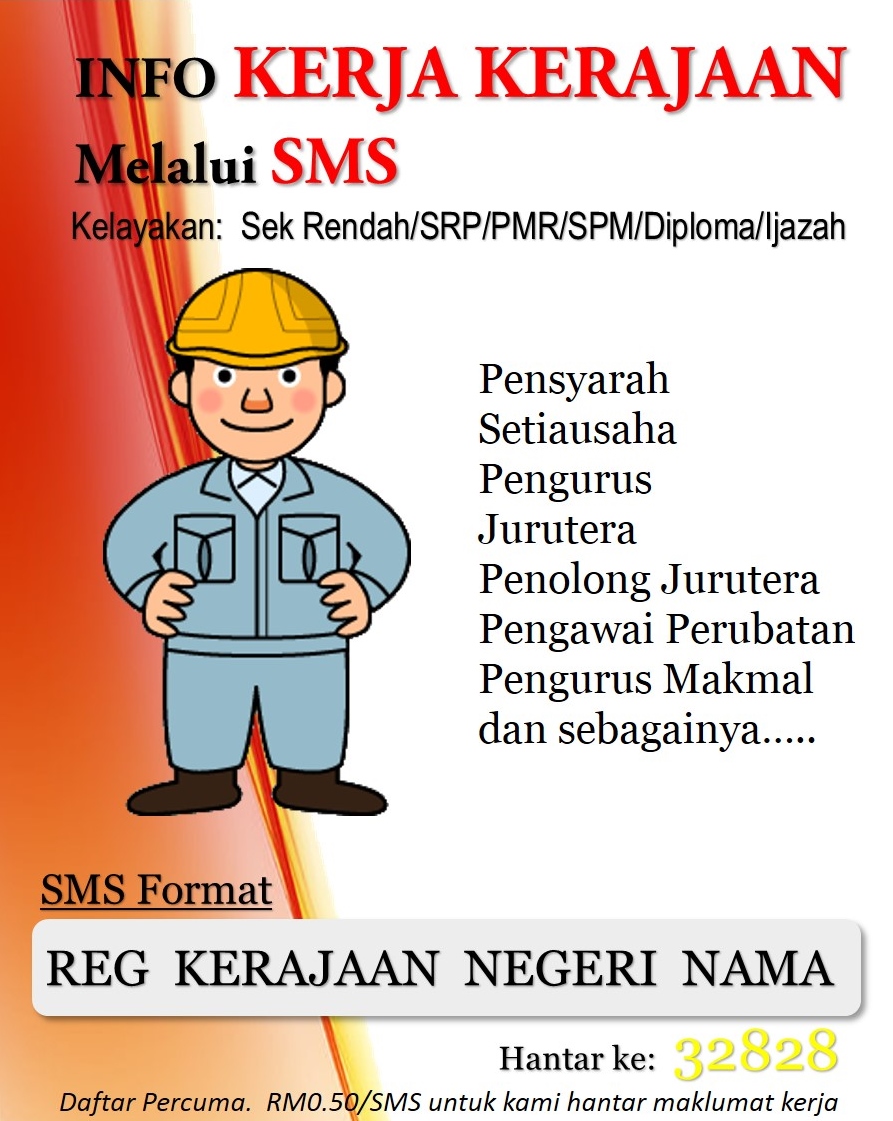 INFO KERJA KERAJAAN
Melalui SMS
Kelayakan: Sek Rendah/SRP/PMR/SPM/Diploma/Ijazah
Pensyarah
Setiausaha
Pengurus
Jurutera
Penolong Jurutera
Pengawai Perubatan
Pengurus Makmal
dan sebagainya.....
SMS Format
REG KERAJAAN NEGERI NAMA
Hantar ke: 32828
Daftar Percuma. RM0.50/SMS untuk kami hantar maklumat kerja